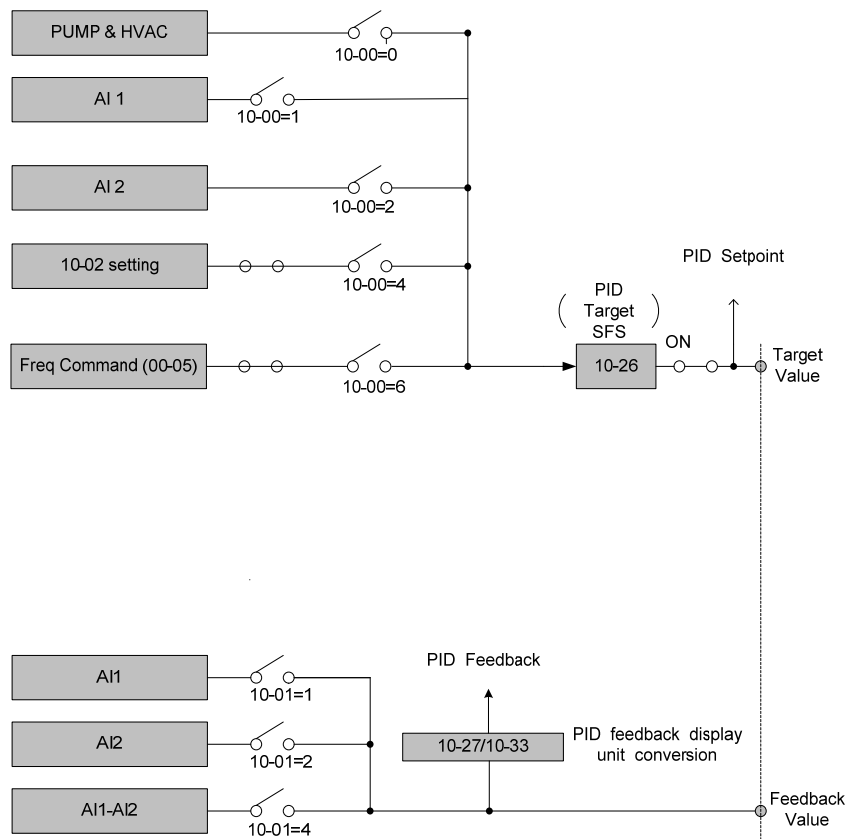 PUMP & HVAC
10-00=0
AI 1
10-00=1
AI 2
10-00=2
10-02 setting
10-00=4
PID Setpoint
( PID
Target
SFS )
ON
Freq Command (00-05)
10-00=6
10-26
Target
Value
AI1
10-01=1
PID Feedback
AI2
10-01=2
10-27/10-33
PID feedback display
unit conversion
AI1-AI2
10-01=4
Feedback
Value